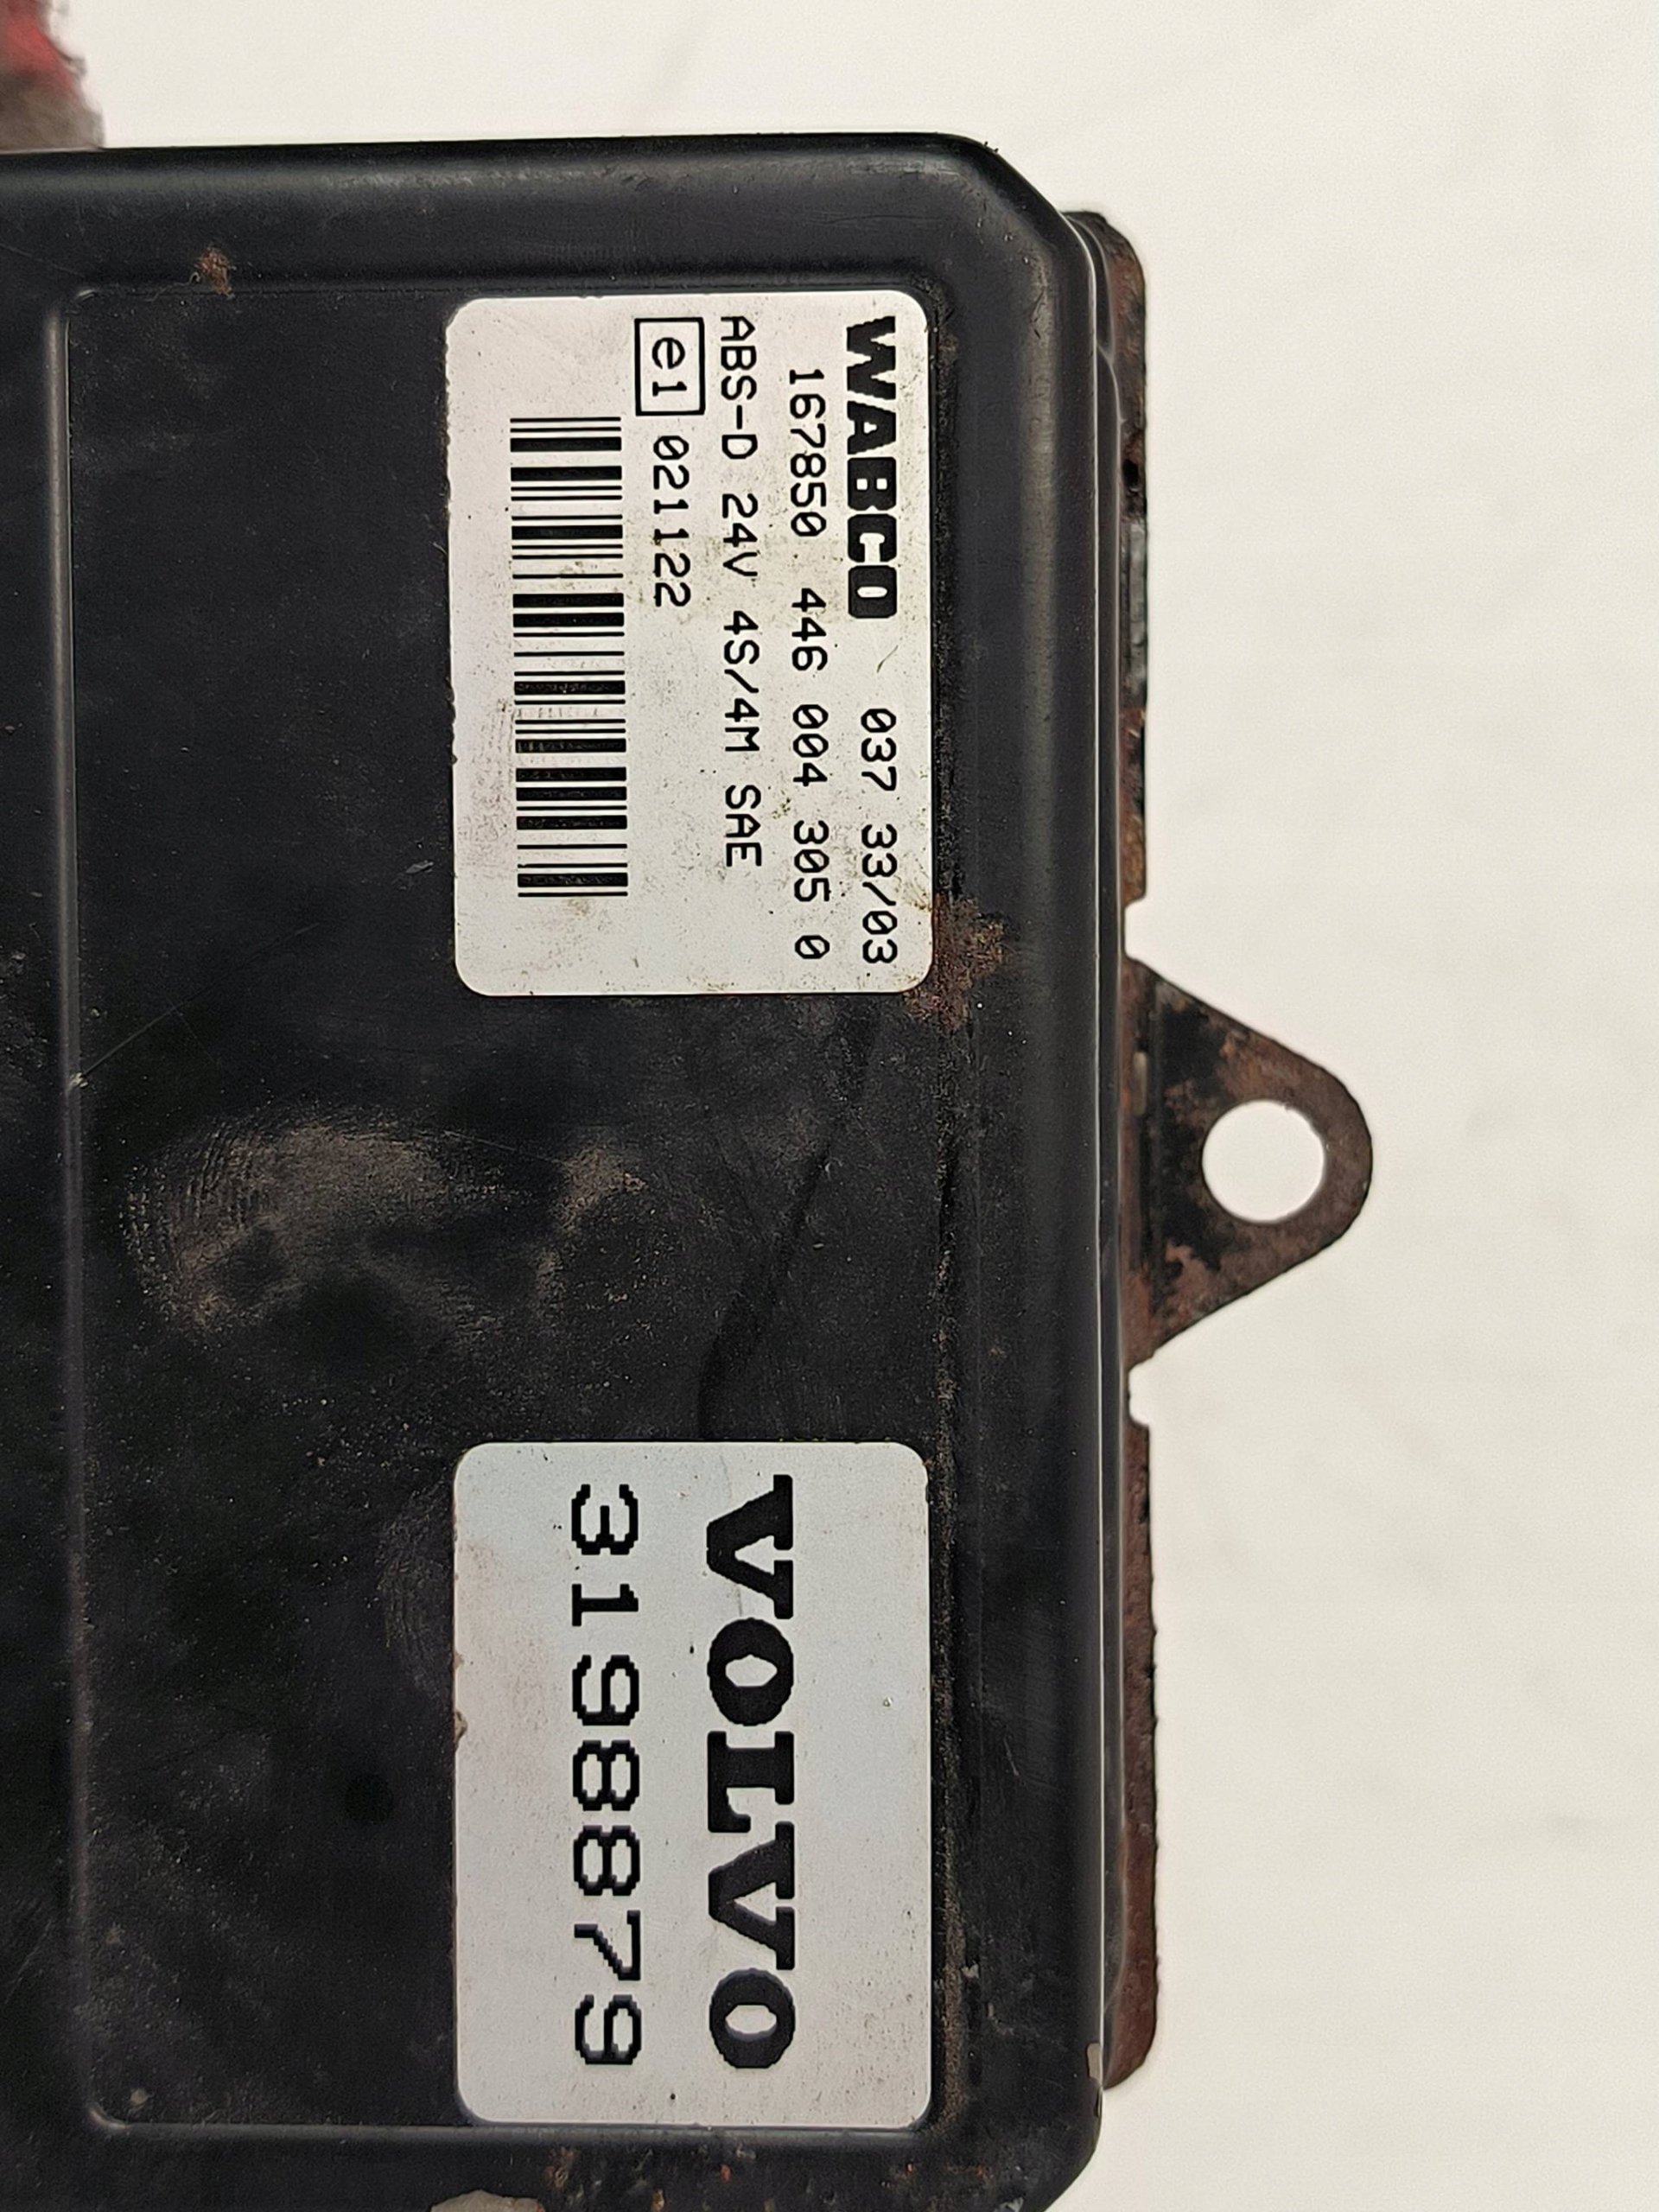 WABCO 037 33/03
167850 446 004 305 0
ABS-D 24V 4S/4M SAE
e1 021122
VOLVO
3198879